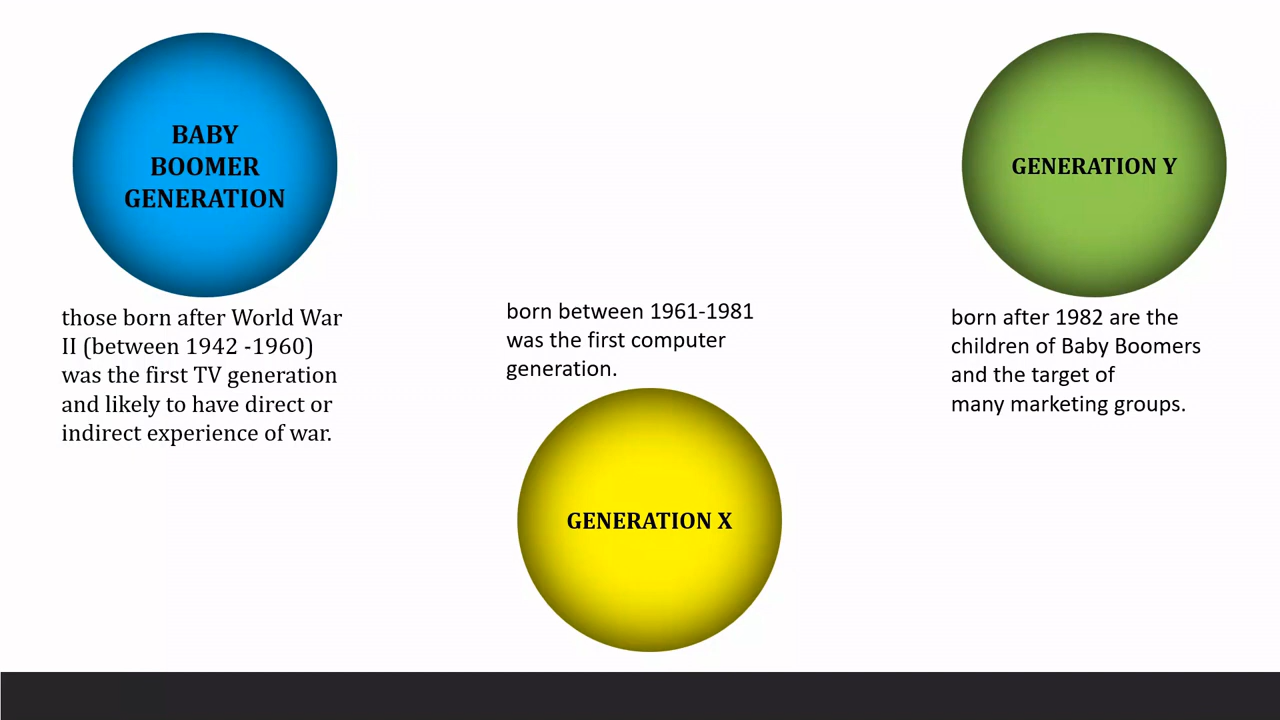 BABY
BOOMER
GENERATION
those born after World War
II (between 1942 -1960)
was the first TV generation
and likely to have direct or
indirect experience of war.
born between 1961-1981
was the first computer
generation.
GENERATION X
GENERATION Y
born after 1982 are the
children of Baby Boomers
and the target of
many marketing groups.